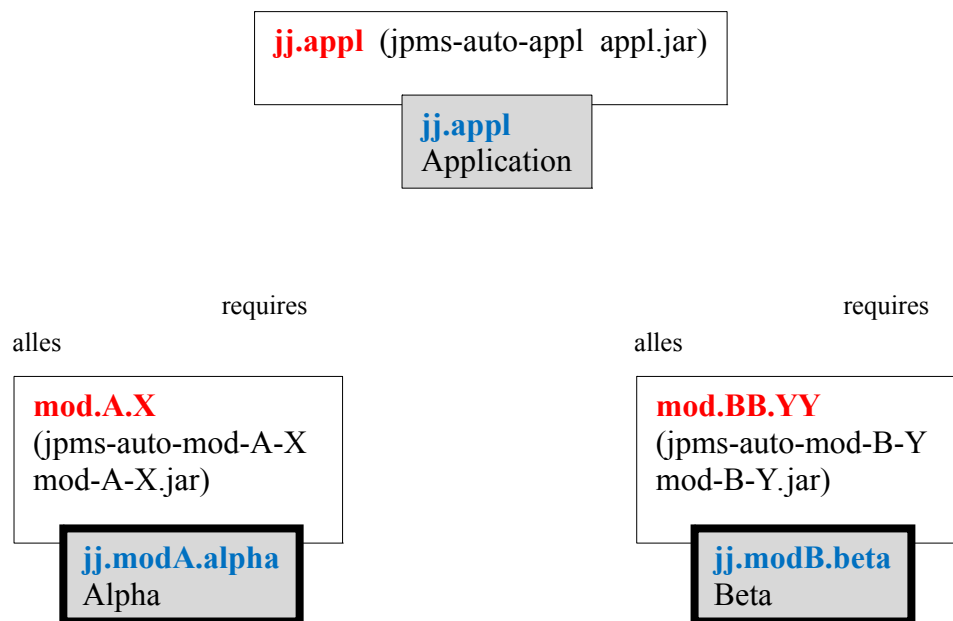 jj.appl (jpms-auto-appl appl.jar)
jj.appl
Application
requires
alles
requires
alles
mod.A.X
(jpms-auto-mod-A-X
mod-A-X.jar)
jj.modA.alpha
Alpha
mod.BB.YY
(jpms-auto-mod-B-Y
mod-B-Y.jar)
jj.modB.beta
Beta